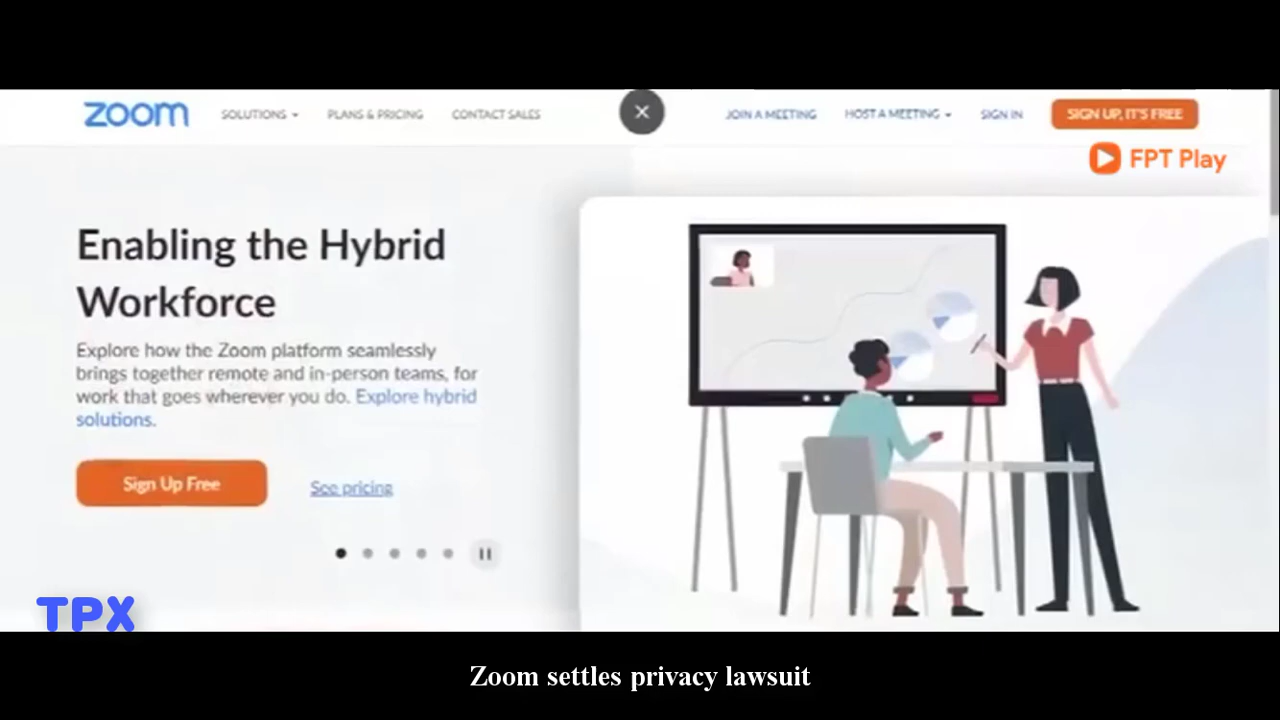 zoom
SOLUTIONS
PLANS & PRICING
CONTACT SALES
JOIN A MEETING
HOST A MEETING
SIGN IN
SIGN UP, IT'S FREE
FPT Play
Enabling the Hybrid
Workforce
Explore how the Zoom platform seamlessly
brings together remote and in-person teams, for
work that goes wherever you do. Explore hybrid
solutions.
Sign Up Free
See pricing
TPX
Zoom settles privacy lawsuit